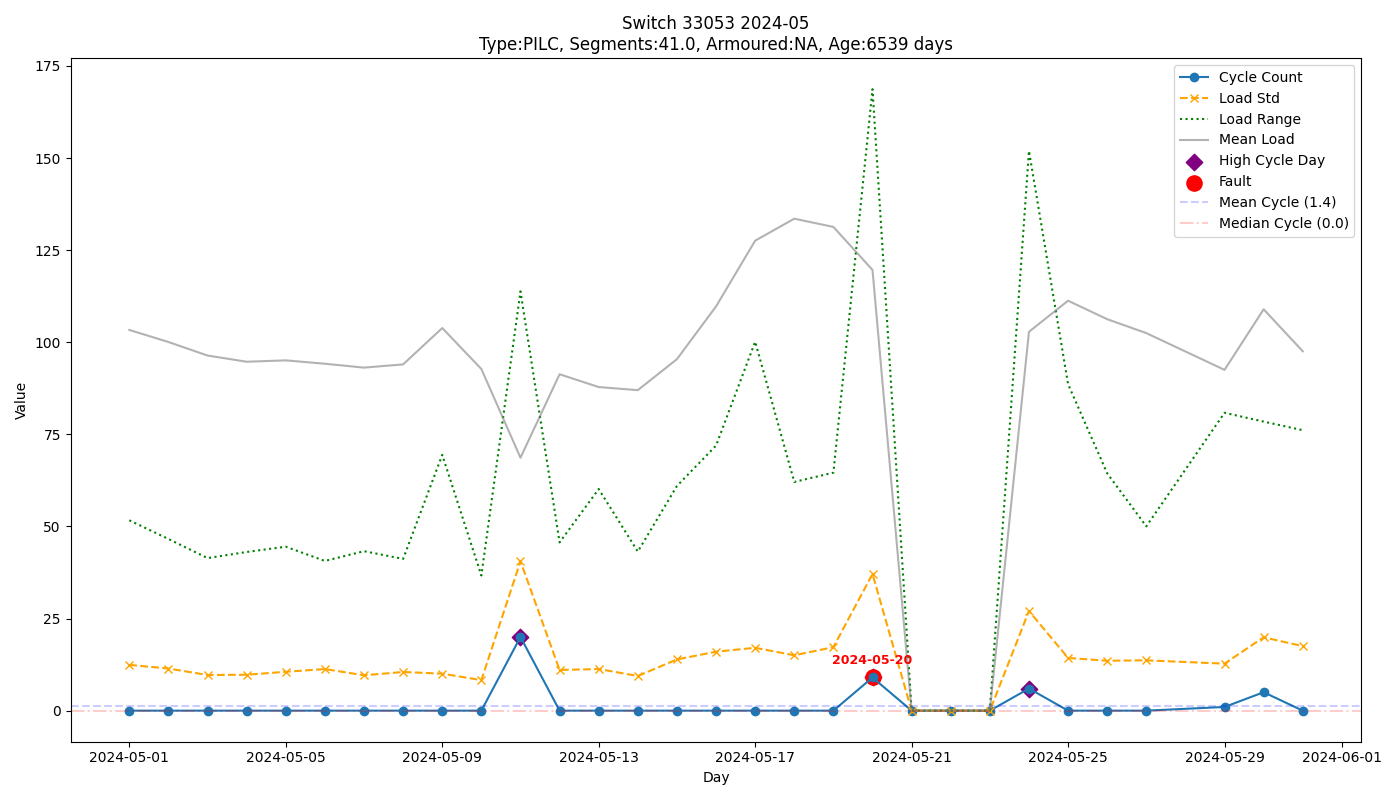 Switch 33053 2024-05
Type:PILC, Segments:41.0, Armoured:NA, Age:6539 days
175
150
125
100
75
50
25
0
Value
Cycle Count
Load Std
Load Range
Mean Load
High Cycle Day
Fault
Mean Cycle (1.4)
Median Cycle (0.0)
2024-05-20
2024-05-01
2024-05-05
2024-05-09
2024-05-13
2024-05-17
2024-05-21
2024-05-25
2024-05-29
2024-06-01
Day